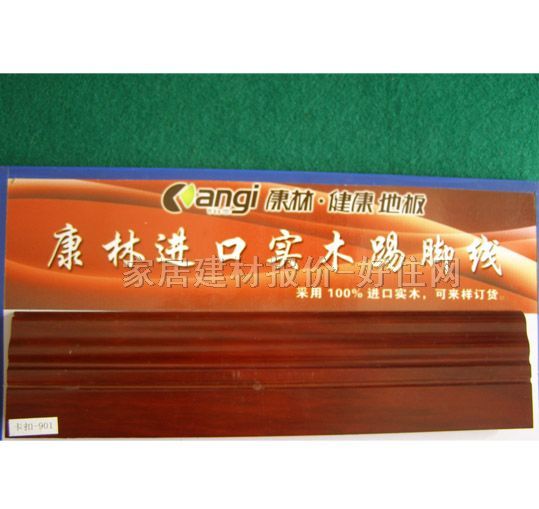 Kangi 康林·健康地板
康林进口实木踢脚线
家居建材报价-好住网
采用100%进口实木，可来样订货。
卡扣-901